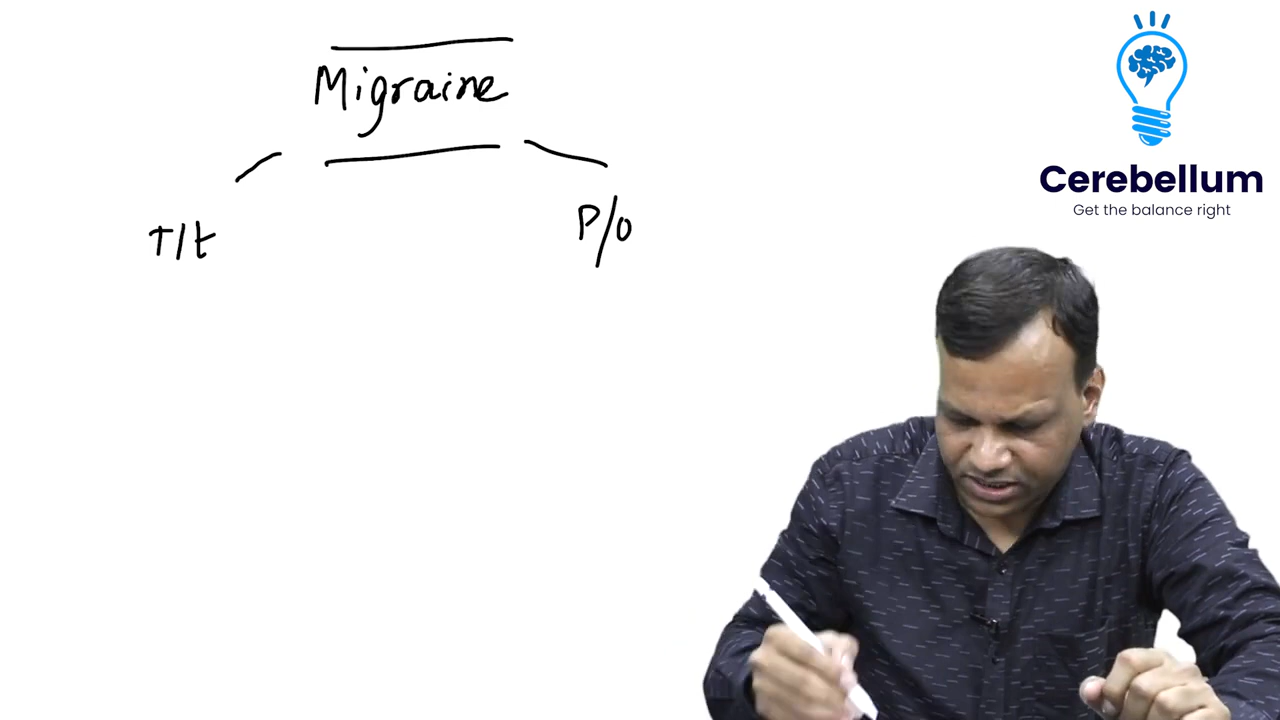 Migraine
T/t
P/O
Cerebellum
Get the balance right